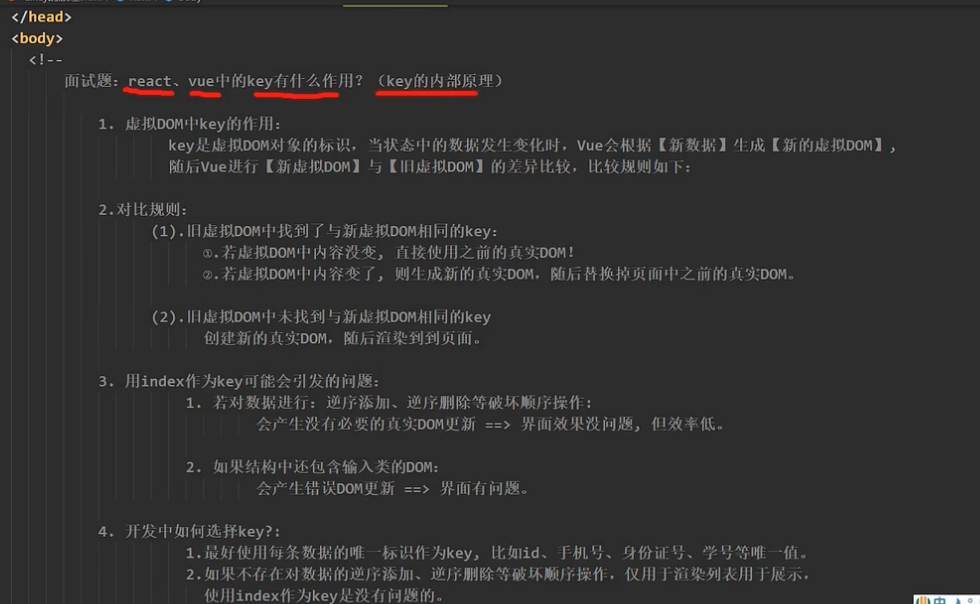 </head>
<body>
<!--
面试题：react、vue中的key有什么作用？（key的内部原理）
1. 虚拟DOM中key的作用：
key是虚拟DOM对象的标识，当状态中的数据发生变化时，Vue会根据【新数据】生成【新的虚拟DOM】，
随后Vue进行【新虚拟DOM】与【旧虚拟DOM】的差异比较，比较规则如下：
2.对比规则：
(1).旧虚拟DOM中找到了与新虚拟DOM相同的key：
①.若虚拟DOM中内容没变, 直接使用之前的真实DOM！
②.若虚拟DOM中内容变了, 则生成新的真实DOM，随后替换掉页面中之前的真实DOM。
(2).旧虚拟DOM中未找到与新虚拟DOM相同的key
创建新的真实DOM，随后渲染到到页面。
3. 用index作为key可能会引发的问题：
1. 若对数据进行：逆序添加、逆序删除等破坏顺序操作:
会产生没有必要的真实DOM更新 ==> 界面效果没问题, 但效率低。
2. 如果结构中还包含输入类的DOM：
会产生错误DOM更新 ==> 界面有问题。
4. 开发中如何选择key?:
1.最好使用每条数据的唯一标识作为key, 比如id、手机号、身份证号、学号等唯一值。
2.如果不存在对数据的逆序添加、逆序删除等破坏顺序操作，仅用于渲染列表用于展示，
使用index作为key是没有问题的。